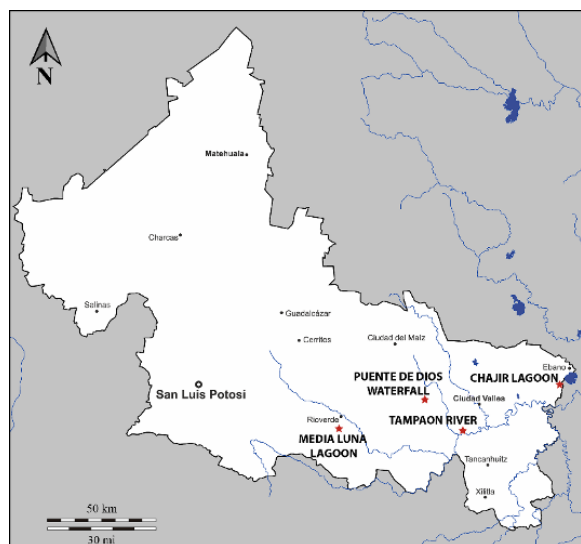 N
Matehuala
Charcas
Salinas
Guadalcázar
Cerritos
Ciudad del Maíz
San Luis Potosí
PUENTE DE DIOS
WATERFALL
CHAJIR LAGOON
Ebano
Ciudad Valles
Rioverde
TAMPAON RIVER
MEDIA LUNA
LAGOON
Tancanhuitz
Xilitla
50 km
30 mi